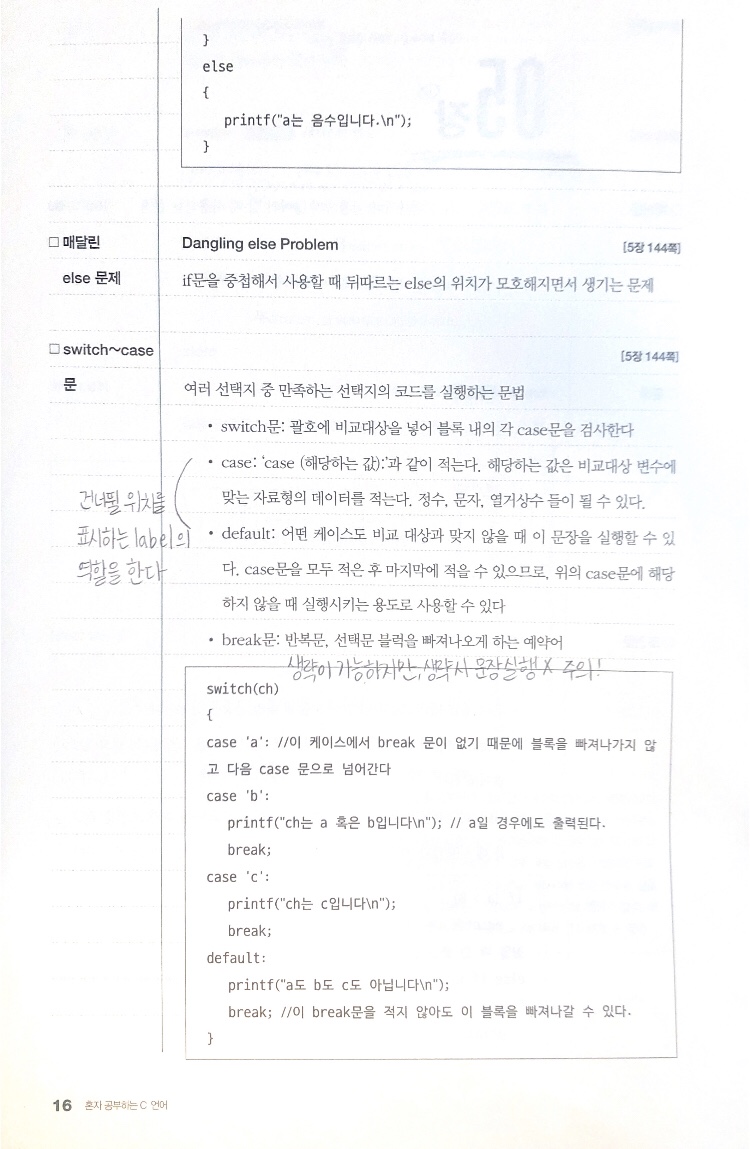 }
else
{
printf("a는 음수입니다.\n");
}
□ 매달린
else 문제
Dangling else Problem
[5장 144쪽]
if문을 중첩해서 사용할 때 뒤따르는 else의 위치가 모호해지면서 생기는 문제
□ switch~case
문
[5장 144쪽]
여러 선택지 중 만족하는 선택지의 코드를 실행하는 문법
• switch문: 괄호에 비교대상을 넣어 블록 내의 각 case문을 검사한다
• case: ‘case (해당하는 값):’과 같이 적는다. 해당하는 값은 비교대상 변수에
맞는 자료형의 데이터를 적는다. 정수, 문자, 열거상수 들이 될 수 있다.
건너뛸 위치를
표시하는 label의
역할을 한다
• default: 어떤 케이스도 비교 대상과 맞지 않을 때 이 문장을 실행할 수 있
다. case문을 모두 적은 후 마지막에 적을 수 있으므로, 위의 case문에 해당
하지 않을 때 실행시키는 용도로 사용할 수 있다
• break문: 반복문, 선택문 블럭을 빠져나오게 하는 예약어
생략이 가능하지만, 생략시 문장실행 X 주의!
switch(ch)
{
case 'a': //이 케이스에서 break 문이 없기 때문에 블록을 빠져나가지 않
고 다음 case 문으로 넘어간다
case 'b':
printf("ch는 a 혹은 b입니다\n"); // a일 경우에도 출력된다.
break;
case 'c':
printf("ch는 c입니다\n");
break;
default:
printf("a도 b도 c도 아닙니다\n");
break; //이 break문을 적지 않아도 이 블록을 빠져나갈 수 있다.
}
16 혼자 공부하는 C 언어